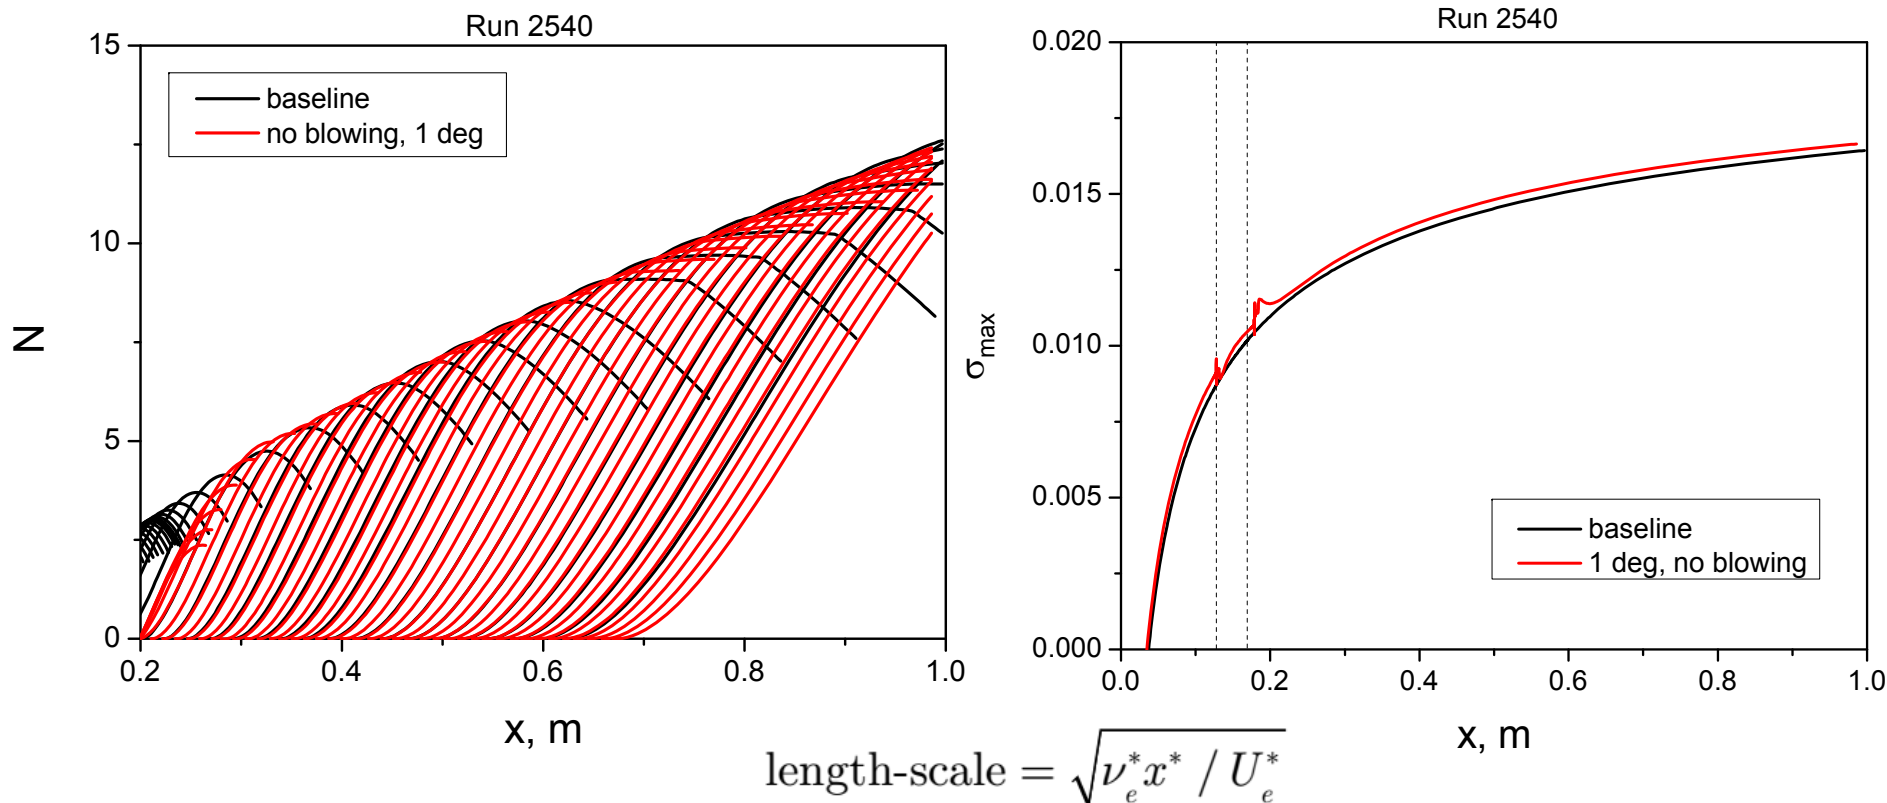 Run 2540
15
10
5
0
N
baseline
no blowing, 1 deg
0.2 0.4 0.6 0.8 1.0
x, m
Run 2540
0.020
0.015
0.010
0.005
0.000
σmax
baseline
1 deg, no blowing
0.0 0.2 0.4 0.6 0.8 1.0
x, m
length-scale = √ν*ₑx* / U*ₑ